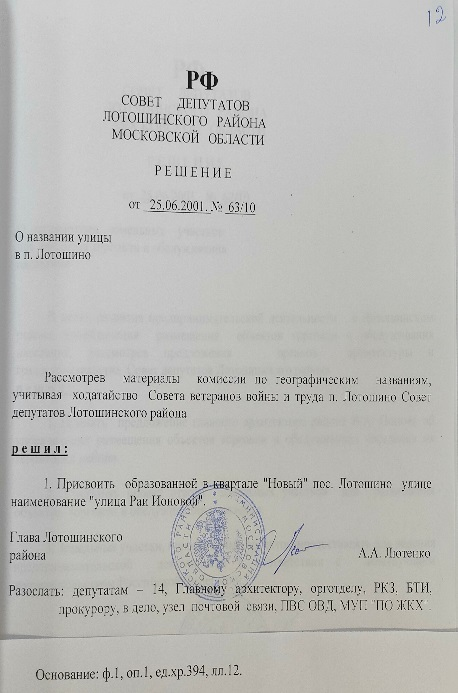 12
РФ
СОВЕТ ДЕПУТАТОВ
ЛОТОШИНСКОГО РАЙОНА
МОСКОВСКОЙ ОБЛАСТИ
РЕШЕНИЕ
от 25.06.2001. № 63/10
О названии улицы
в п. Лотошино
Рассмотрев материалы комиссии по географическим названиям,
учитывая ходатайство Совета ветеранов войны и труда п. Лотошино Совет
депутатов Лотошинского района
решил:
1. Присвоить образованной в квартале "Новый" пос. Лотошино улице
наименование "улица Раи Ионовой".
Глава Лотошинского
района А.А. Лютенко
Разослать: депутатам – 14, Главному архитектору, орготделу, РКЗ, БТИ,
прокурору, в дело, узел почтовой связи, ПВС ОВД, МУП "ПО ЖКХ".
Основание: ф.1, оп.1, ед.хр.394, лл.12.